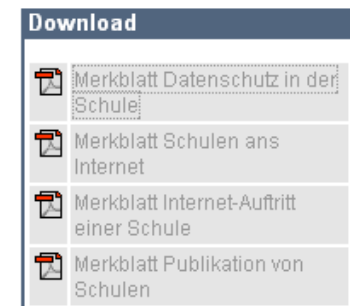 Download
Merkblatt Datenschutz in der
Schule
Merkblatt Schulen ans
Internet
Merkblatt Internet-Auftritt
einer Schule
Merkblatt Publikation von
Schulen